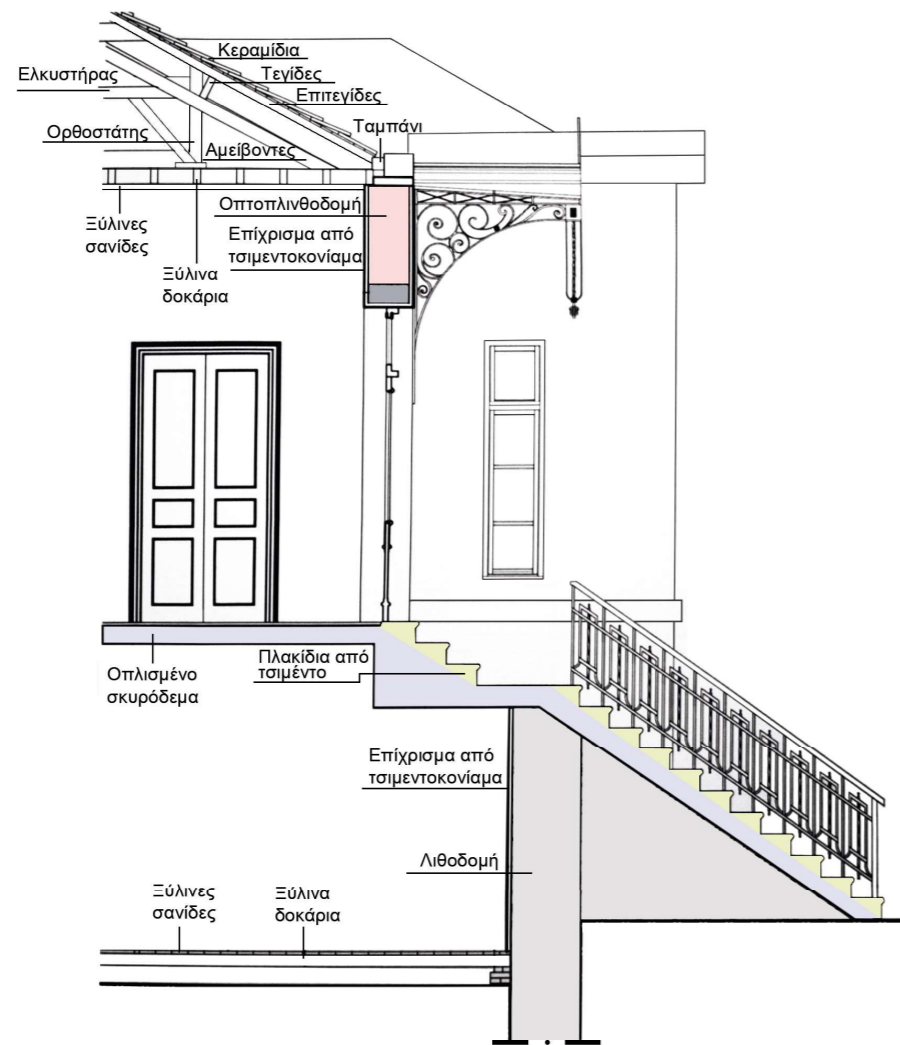 Κεραμίδια
Ελκυστήρας
Τεγίδες
Επιτεγίδες
Ορθοστάτης
Ταμπάνι
Αμείβοντες
Οπτοπλινθοδομή
Ξύλινες
σανίδες
Επίχρισμα από
τσιμεντοκονίαμα
Ξύλινα
δοκάρια
Πλακίδια από
τσιμέντο
Οπλισμένο
σκυρόδεμα
Επίχρισμα από
τσιμεντοκονίαμα
Λιθοδομή
Ξύλινες
σανίδες
Ξύλινα
δοκάρια